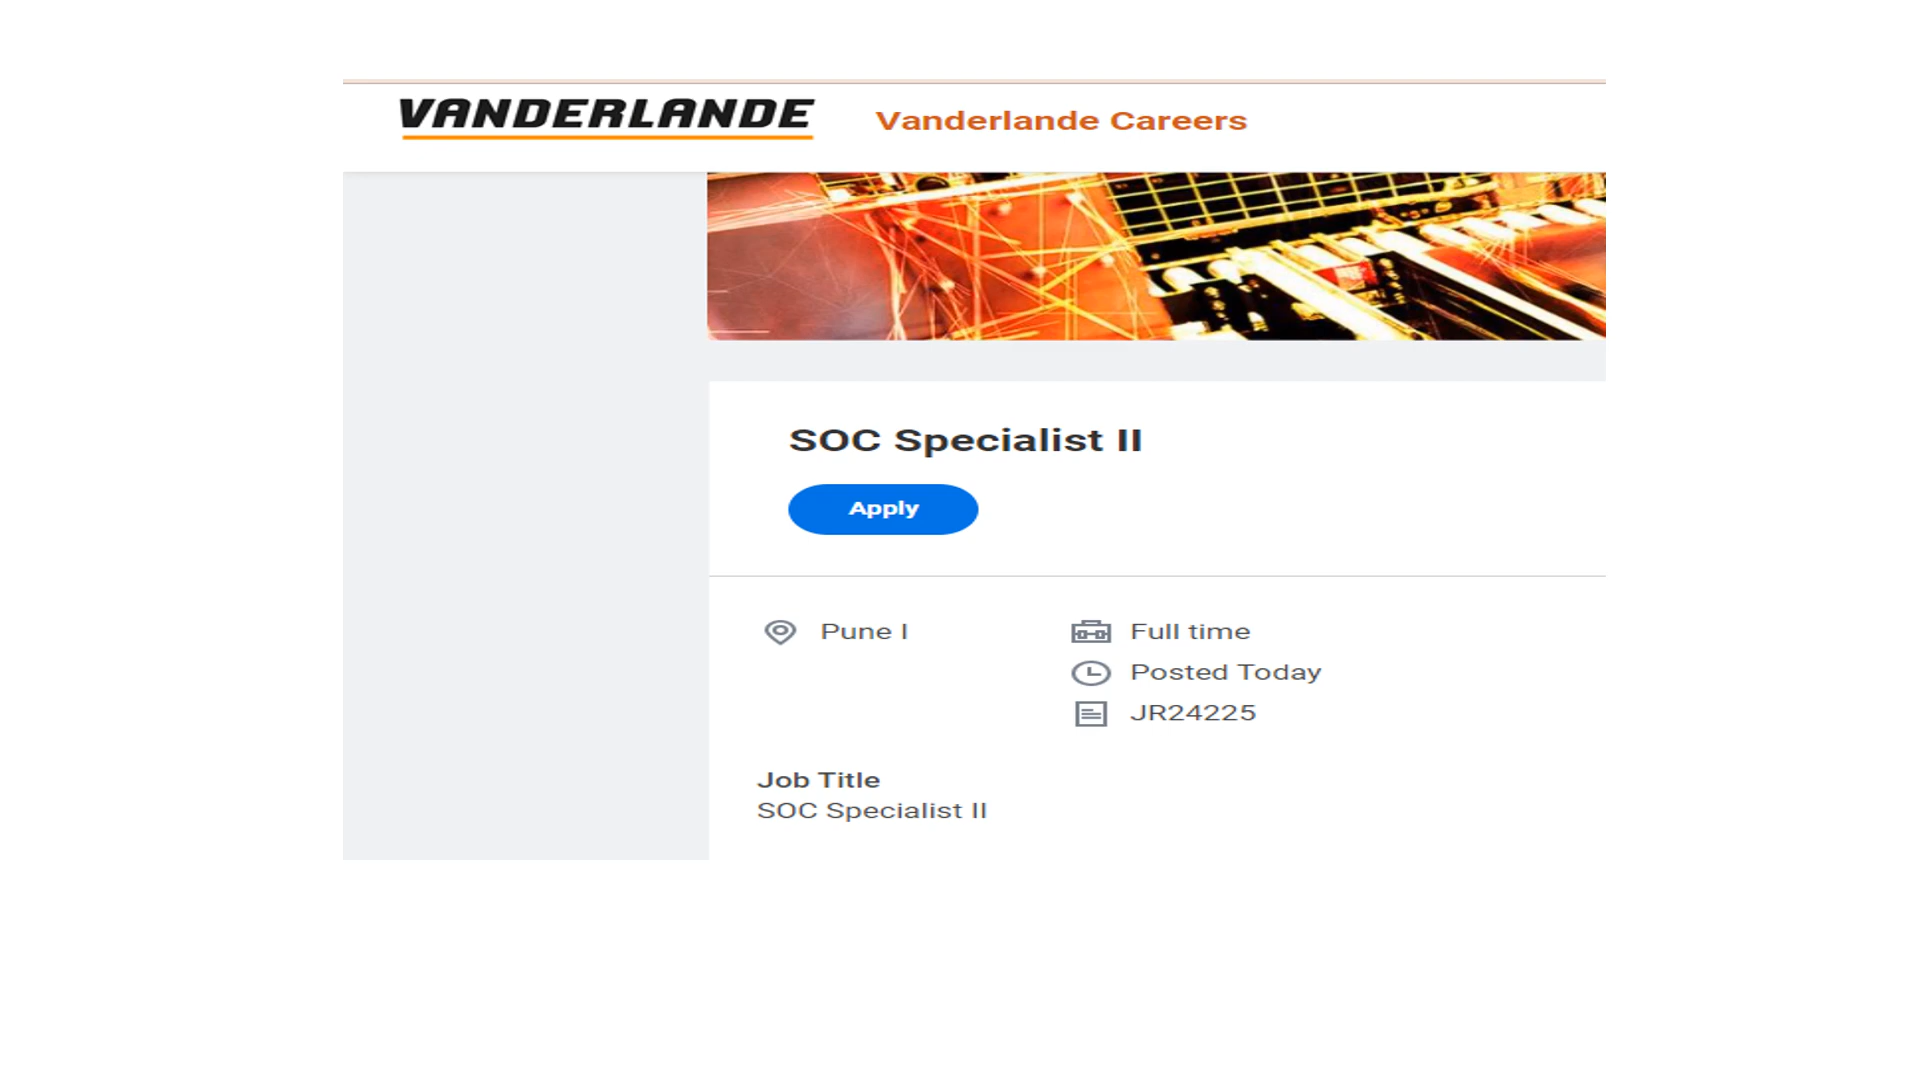 VANDERLANDE
Vanderlande Careers
SOC Specialist II
Apply
Pune I
Full time
Posted Today
JR24225
Job Title
SOC Specialist II